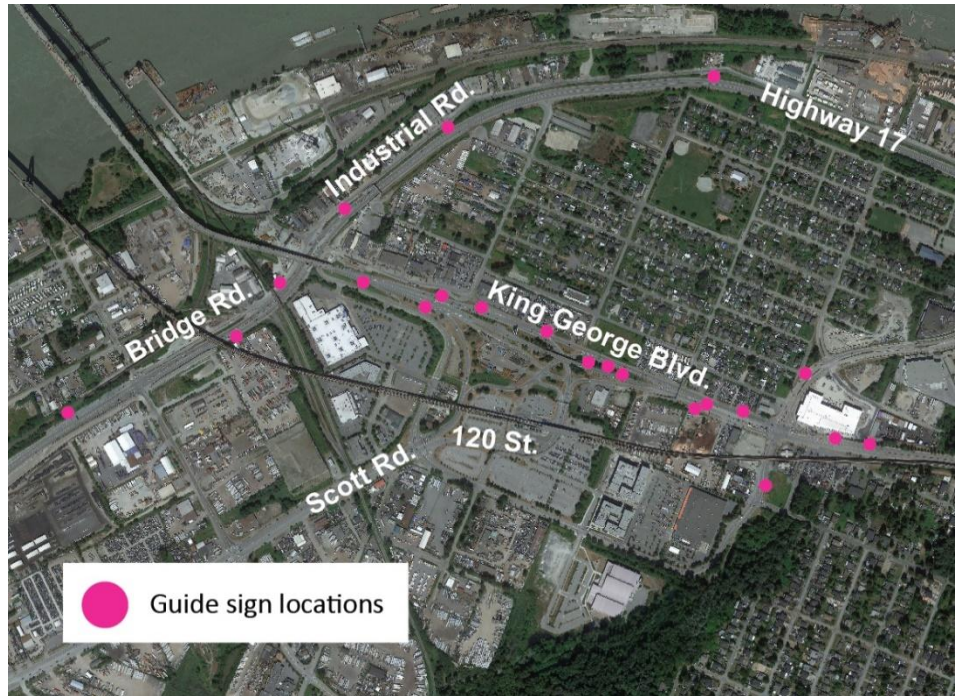 Highway 17
Industrial Rd.
Bridge Rd.
King George Blvd.
120 St.
Scott Rd.
Guide sign locations